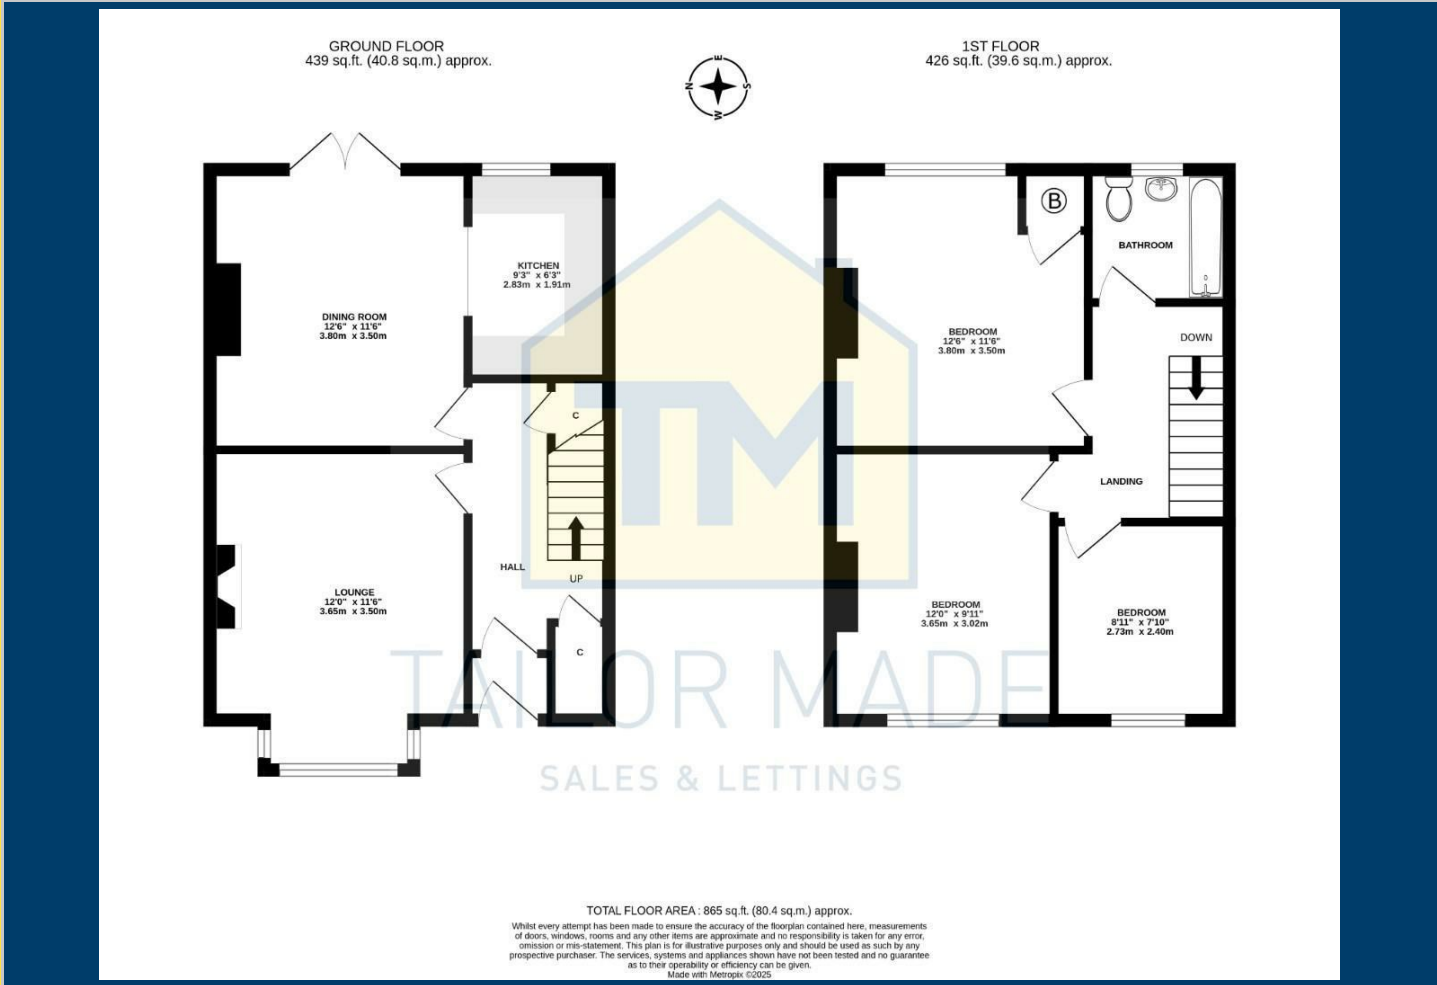 GROUND FLOOR
439 sq.ft. (40.8 sq.m.) approx.
1ST FLOOR
426 sq.ft. (39.6 sq.m.) approx.
E
N
S
W
B
BATHROOM
KITCHEN
9'3" x 6'3"
2.83m x 1.91m
DINING ROOM
12'6" x 11'6"
3.80m x 3.50m
BEDROOM
12'6" x 11'6"
3.80m x 3.50m
DOWN
C
TM
LANDING
HALL
UP
LOUNGE
12'0" x 11'6"
3.65m x 3.50m
BEDROOM
12'0" x 9'11"
3.65m x 3.02m
BEDROOM
8'11" x 7'10"
2.73m x 2.40m
C
TAILOR MADE
SALES & LETTINGS
TOTAL FLOOR AREA : 865 sq.ft. (80.4 sq.m.) approx.
Whilst every attempt has been made to ensure the accuracy of the floorplan contained here, measurements
of doors, windows, rooms and any other items are approximate and no responsibility is taken for any error,
omission or mis-statement. This plan is for illustrative purposes only and should be used as such by any
prospective purchaser. The services, systems and appliances shown have not been tested and no guarantee
as to their operability or efficiency can be given.
Made with Metropix ©2025